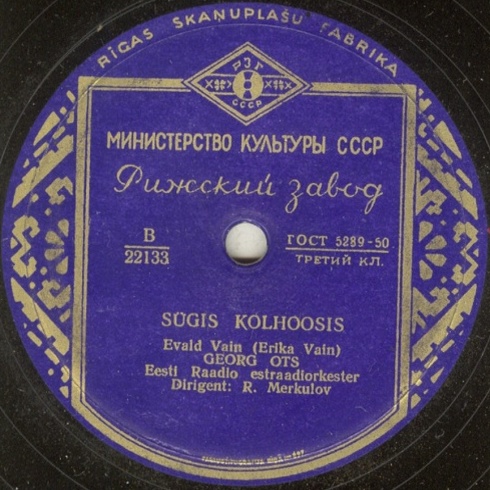 RĪGAS SKAŅUPLAŠU FABRIKA
РЗГ
СССР
МИНИСТЕРСТВО КУЛЬТУРЫ СССР
Рижский завод
В
22133
ГОСТ 5289-50
ТРЕТИЙ КЛ.
SÜGIS KOLHOOSIS
Evald Vain (Erika Vain)
GEORG OTS
Eesti Raadio estraadiorkester
Dirigent: R. Merkulov